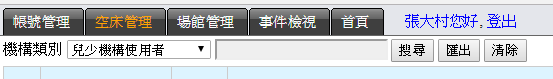 帳號管理 空床管理 場館管理 事件檢視 首頁 張大村您好, 登出
機構類別 兒少機構使用者 搜尋 匯出 清除